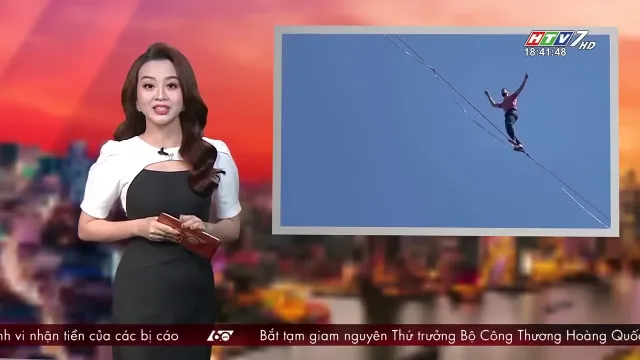 HTV7 HD
18:41:48
nh vi nhận tiền của các bị cáo
60 Bắt tạm giam nguyên Thứ trưởng Bộ Công Thương Hoàng Quố